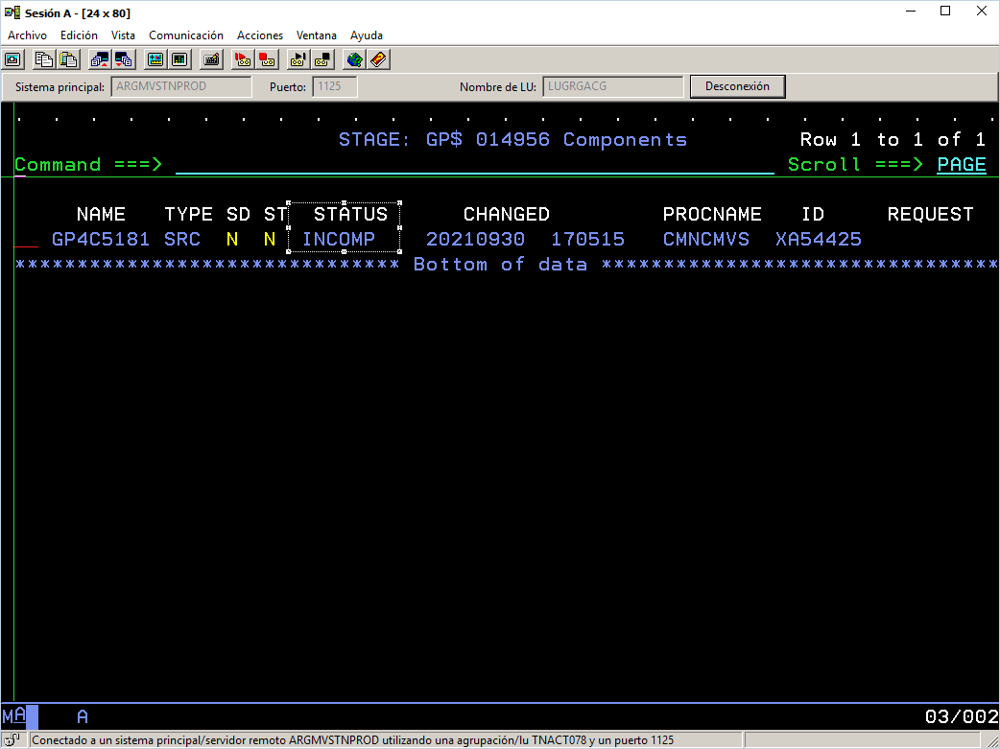 Sesión A - [24 x 80]
Archivo Edición Vista Comunicación Acciones Ventana Ayuda
Sistema principal: ARGMVSTNPROD Puerto: 1125 Nombre de LU: LUGRGACG Desconexión
. . . . . . . . . . . . . . . . . . . . . . . . . . .
STAGE: GP$ 014956 Components Row 1 to 1 of 1
Command ===> Scroll ===> PAGE
NAME TYPE SD ST STATUS CHANGED PROCNAME ID REQUEST
__ GP4C5181 SRC N N INCOMP 20210930 170515 CMNCMVS XA54425
******************************* Bottom of data ********************************
MA A 03/002
Conectado a un sistema principal/servidor remoto ARGMVSTNPROD utilizando una agrupación/lu TNACT078 y un puerto 1125